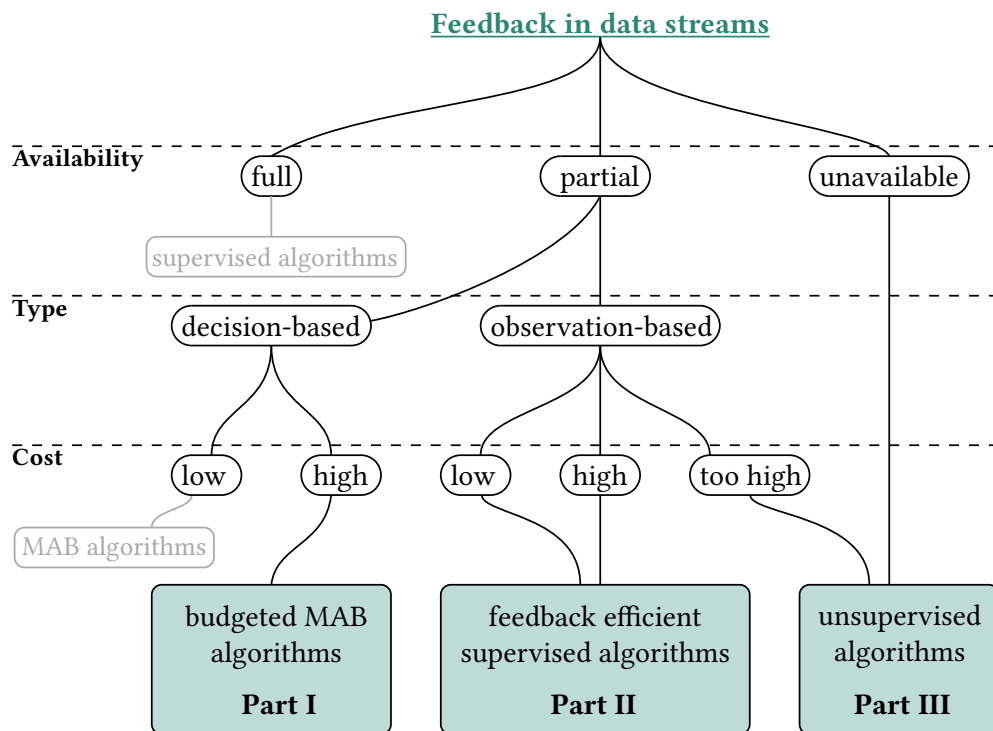 Feedback in data streams
Availability
full
partial
unavailable
supervised algorithms
Type
decision-based
observation-based
Cost
low
high
low
high
too high
MAB algorithms
budgeted MAB
algorithms
Part I
feedback efficient
supervised algorithms
Part II
unsupervised
algorithms
Part III